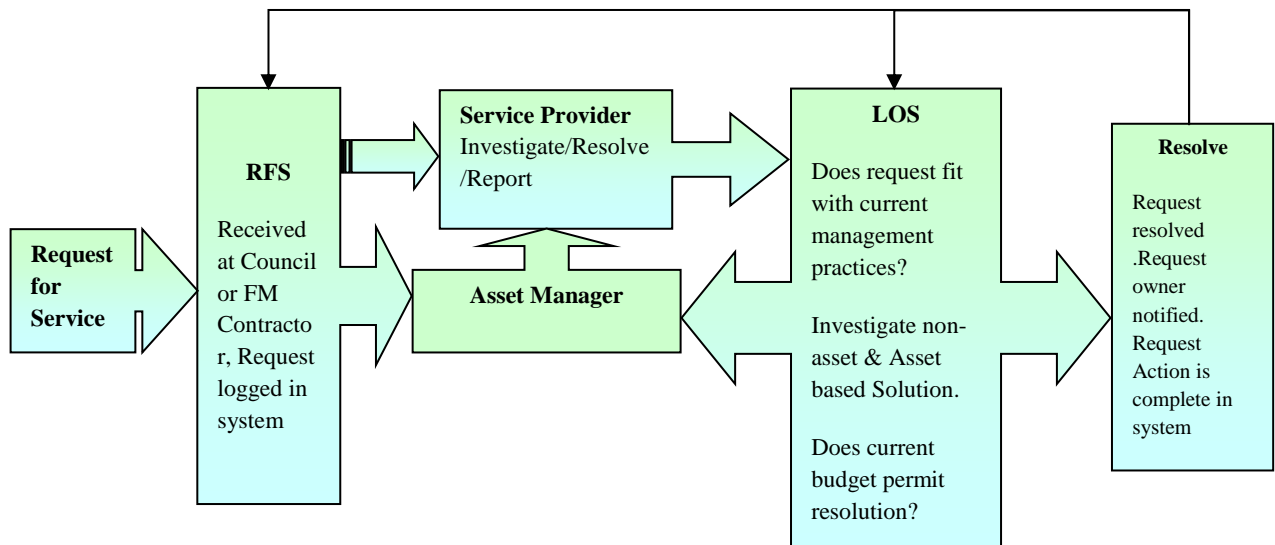 Request
for
Service
RFS
Received
at Council
or FM
Contracto
r, Request
logged in
system
Service Provider
Investigate/Resolve
/Report
Asset Manager
LOS
Does request fit
with current
management
practices?
Investigate non-
asset & Asset
based Solution.
Does current
budget permit
resolution?
Resolve
Request
resolved
.Request
owner
notified.
Request
Action is
complete in
system